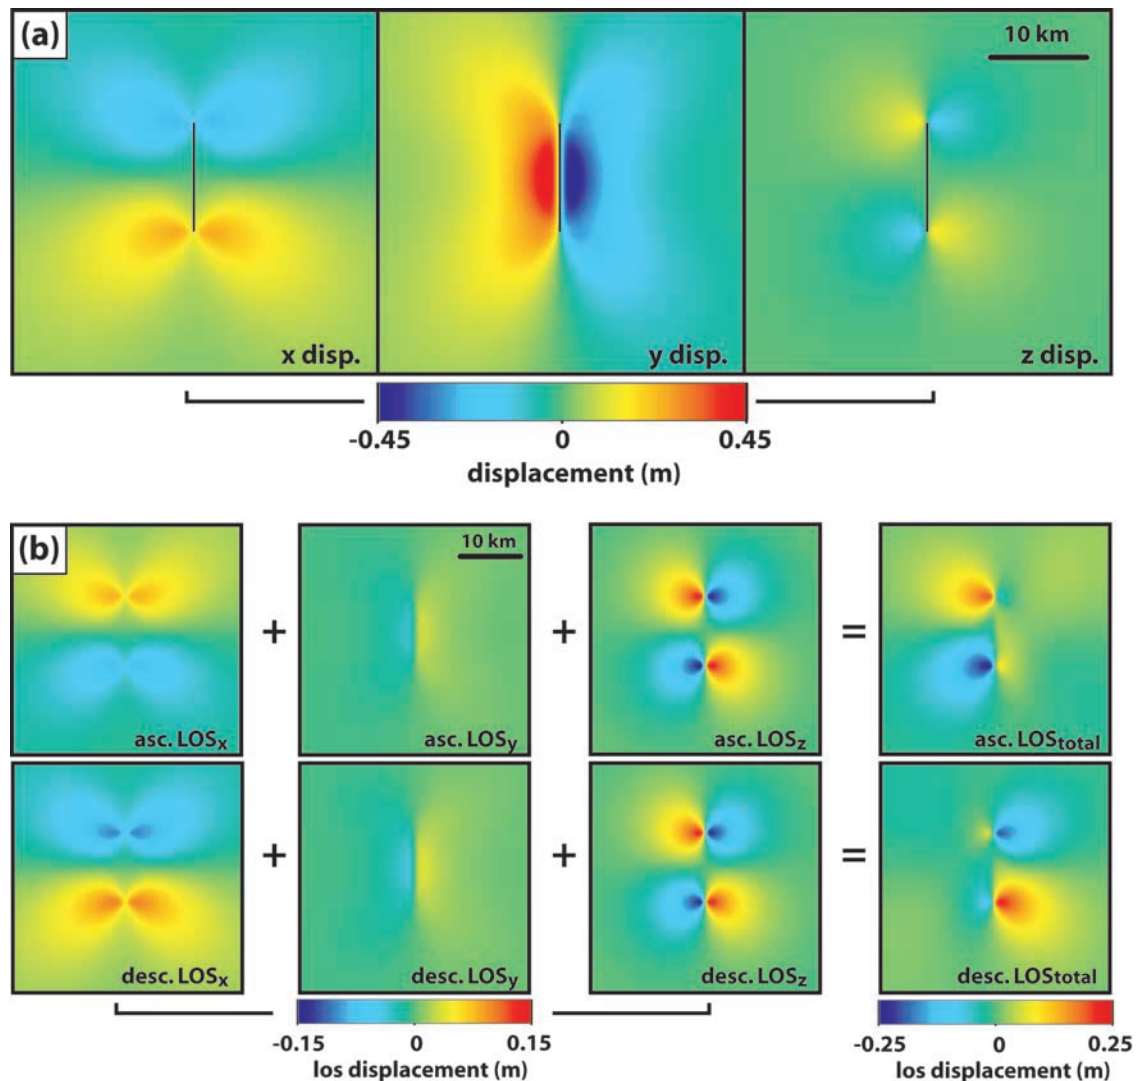 (a)
10 km
x disp.
y disp.
z disp.
-0.45 0 0.45
displacement (m)
(b)
10 km
+ + =
asc. LOSx
asc. LOSy
asc. LOSz
asc. LOStotal
+ + =
desc. LOSx
desc. LOSy
desc. LOSz
desc. LOStotal
-0.15 0 0.15
los displacement (m)
-0.25 0 0.25
los displacement (m)